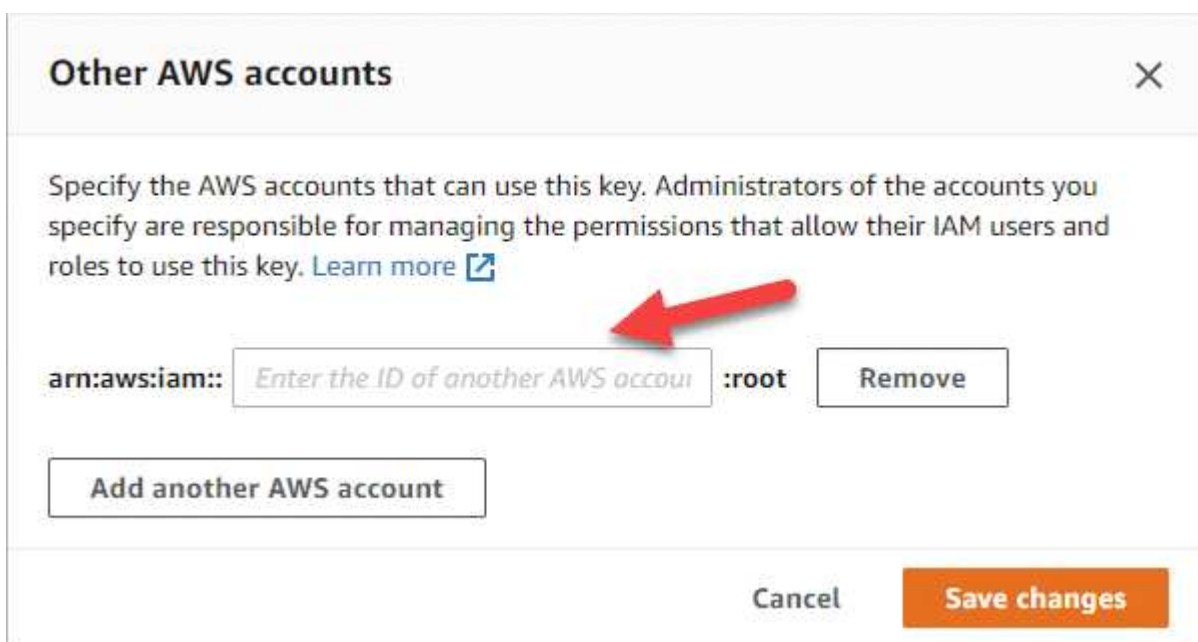 Other AWS accounts
Specify the AWS accounts that can use this key. Administrators of the accounts you
specify are responsible for managing the permissions that allow their IAM users and
roles to use this key. Learn more
arn:aws:iam:: Enter the ID of another AWS accou :root Remove
Add another AWS account
Cancel Save changes